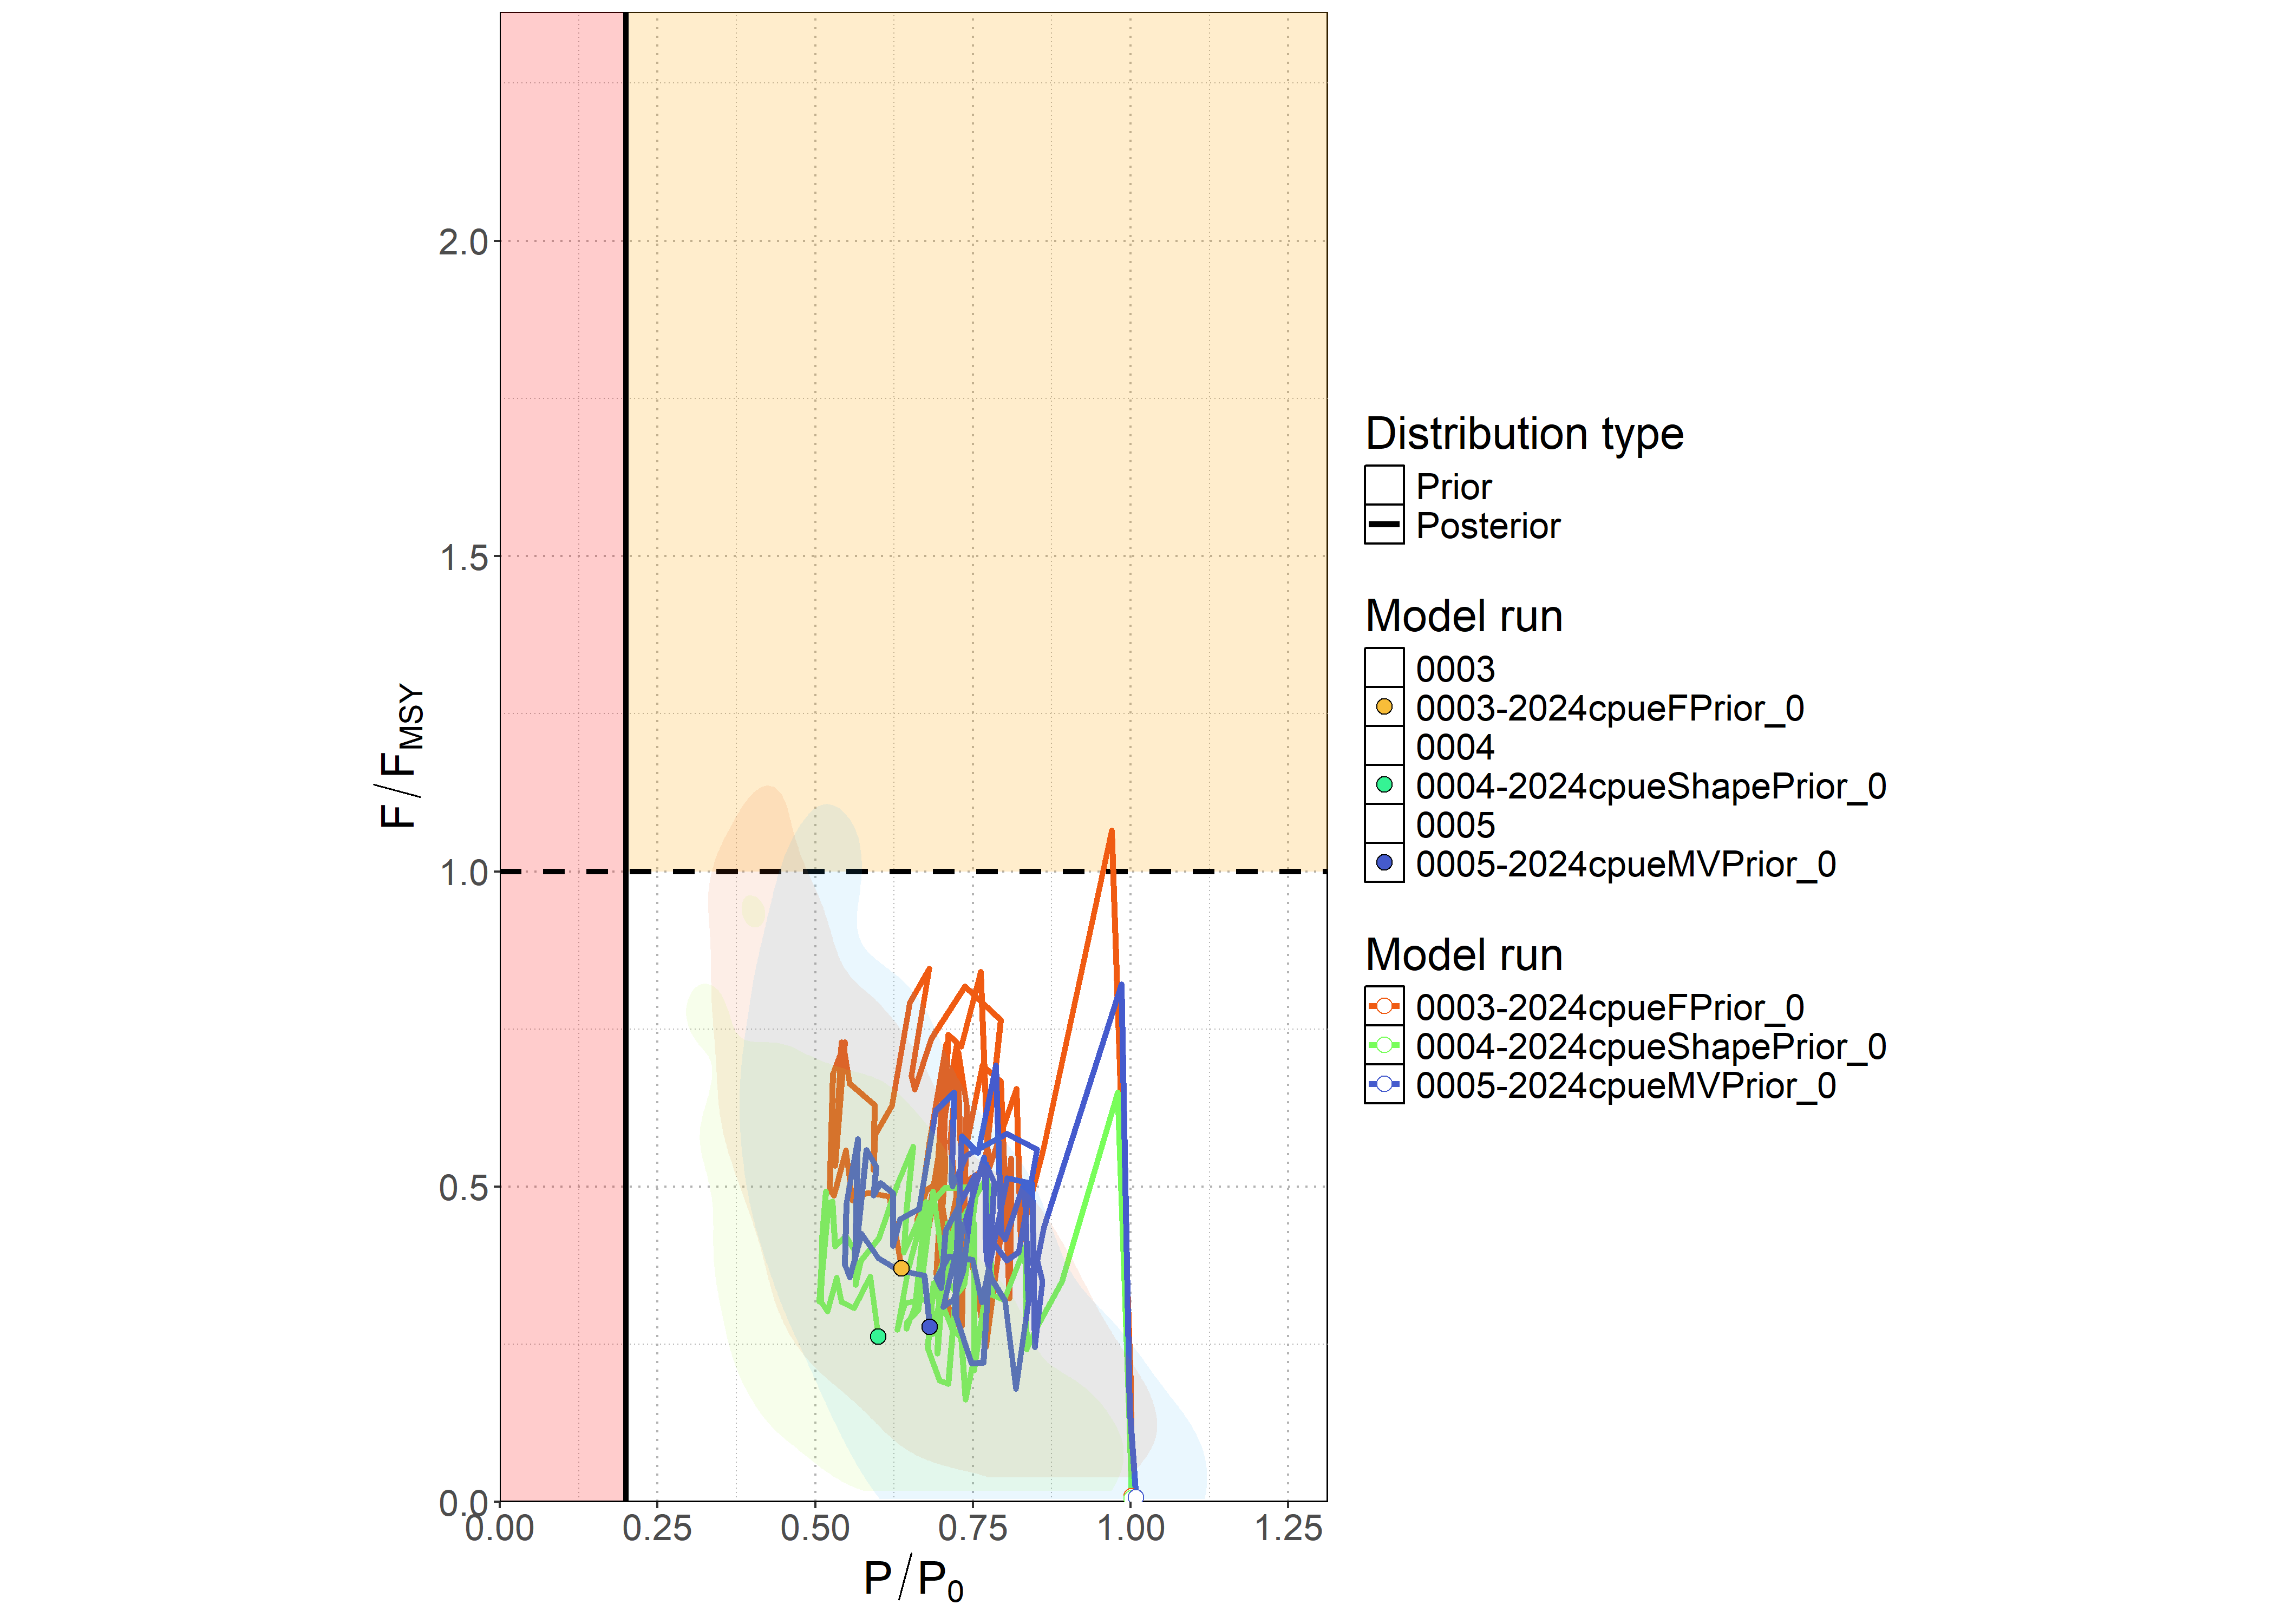 2.0
1.5
1.0
0.5
0.0
F/F_MSY
0.00 0.25 0.50 0.75 1.00 1.25
P/P_0
Distribution type
Prior
Posterior
Model run
0003
0003-2024cpueFPrior_0
0004
0004-2024cpueShapePrior_0
0005
0005-2024cpueMVPrior_0
Model run
0003-2024cpueFPrior_0
0004-2024cpueShapePrior_0
0005-2024cpueMVPrior_0